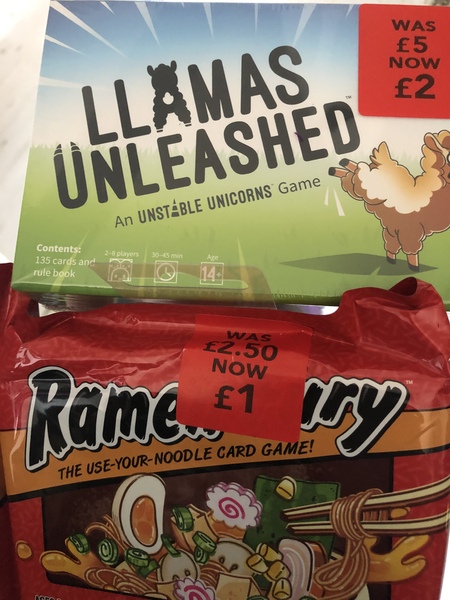 WAS
£5
NOW
£2
LLAMAS
UNLEASHED™
An UNSTABLE UNICORNS Game
Contents:
135 cards and
rule book
2-8 players
30-45 min
Age
14+
WAS
£2.50
NOW
£1
THE USE-YOUR-NOODLE CARD GAME!